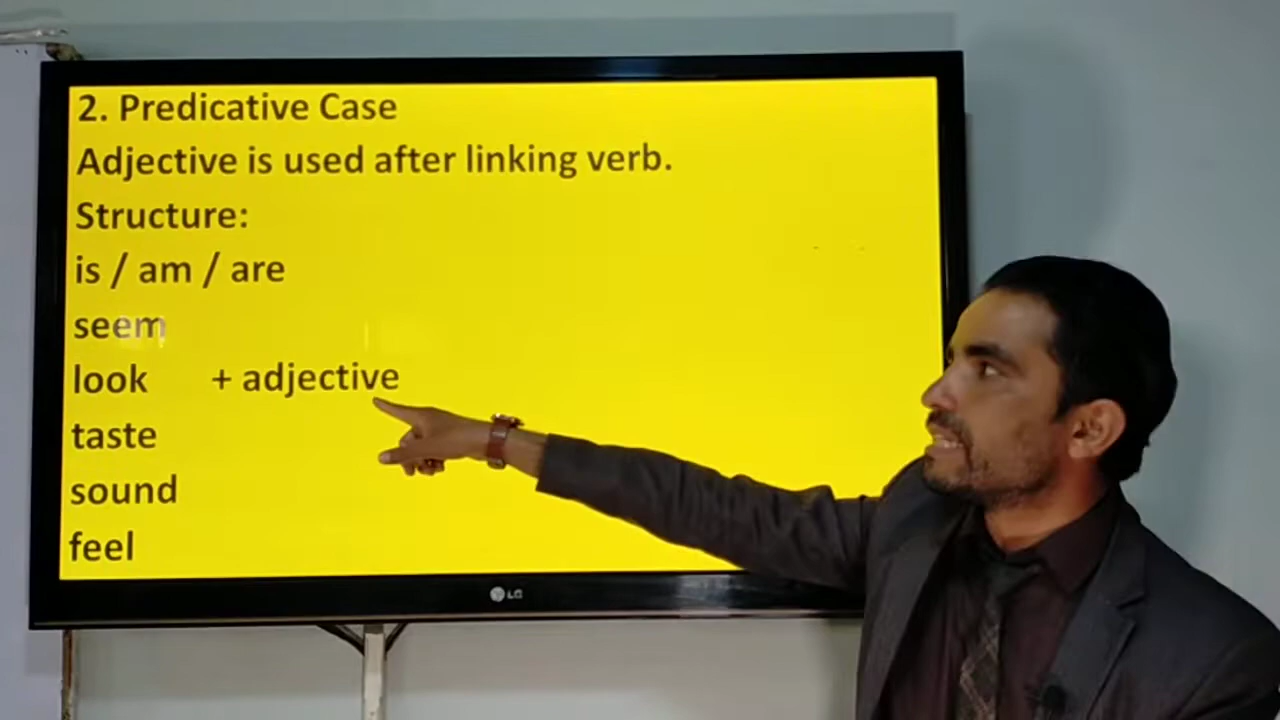 2. Predicative Case
Adjective is used after linking verb.
Structure:
is / am / are
seem
look + adjective
taste
sound
feel
LG